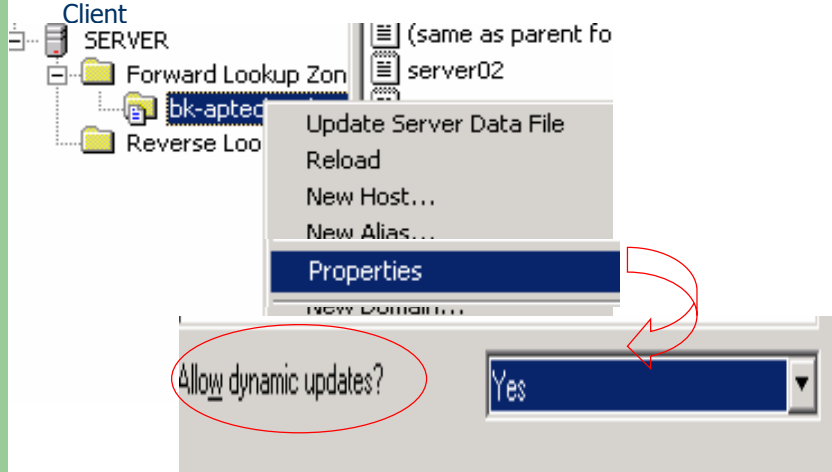 Client
SERVER
(same as parent fo
Forward Lookup Zon
server02
bk-apted
Reverse Loo
Update Server Data File
Reload
New Host...
New Alias...
Properties
New Domain...
Allow dynamic updates?
Yes